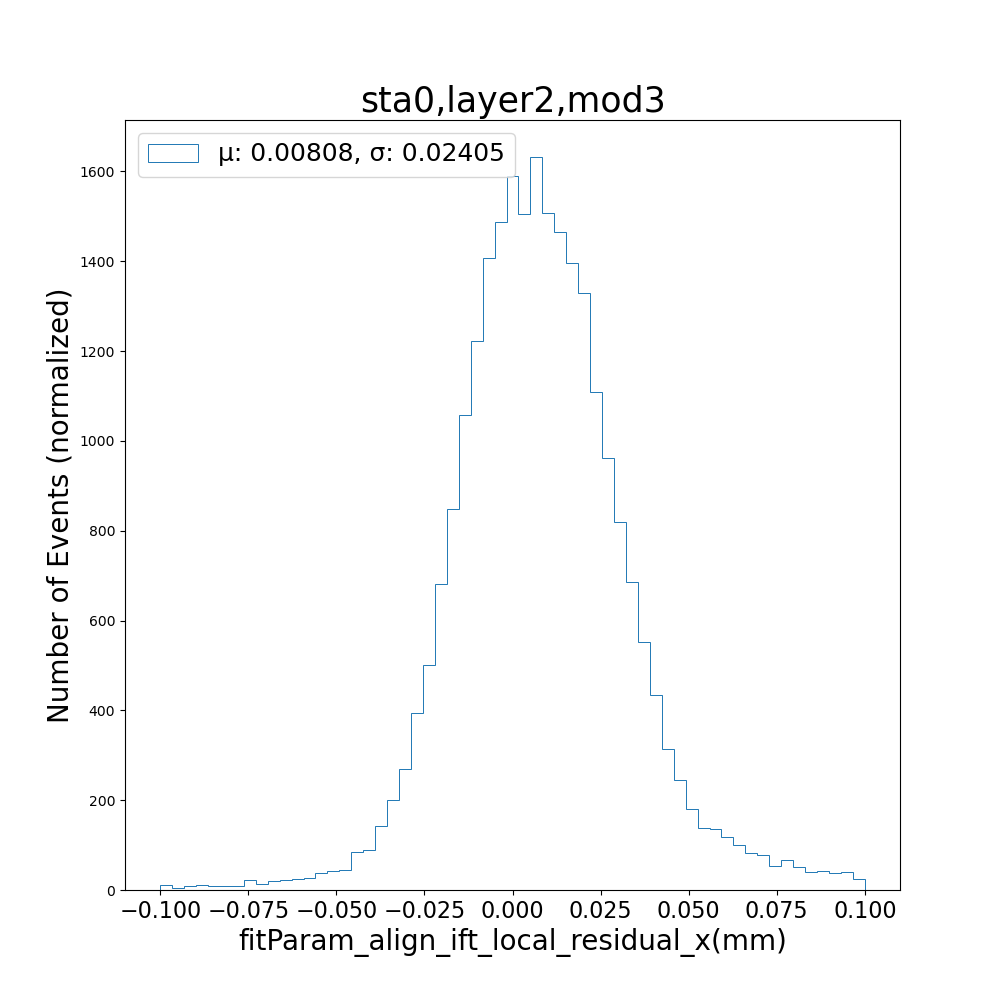 sta0,layer2,mod3
μ: 0.00808, σ: 0.02405
Number of Events (normalized)
1600
1400
1200
1000
800
600
400
200
0
−0.100 −0.075 −0.050 −0.025 0.000 0.025 0.050 0.075 0.100
fitParam_align_ift_local_residual_x(mm)